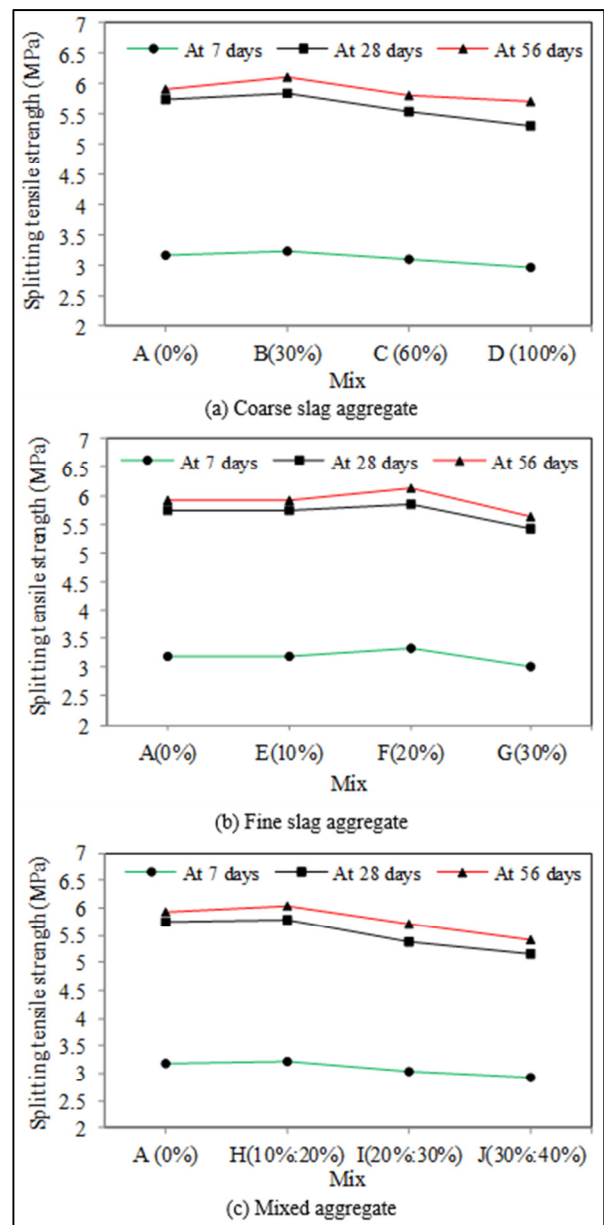 Splitting tensile strength (MPa)
7
6.5
6
5.5
5
4.5
4
3.5
3
2.5
2
At 7 days At 28 days At 56 days
A (0%) B(30%) C (60%) D (100%)
Mix
(a) Coarse slag aggregate
Splitting tensile strength (MPa)
7
6.5
6
5.5
5
4.5
4
3.5
3
2.5
2
At 7 days At 28 days At 56 days
A(0%) E(10%) F(20%) G(30%)
Mix
(b) Fine slag aggregate
Splitting tensile strength (MPa)
7
6.5
6
5.5
5
4.5
4
3.5
3
2.5
2
At 7 days At 28 days At 56 days
A (0%) H(10%:20%) I(20%:30%) J(30%:40%)
Mix
(c) Mixed aggregate